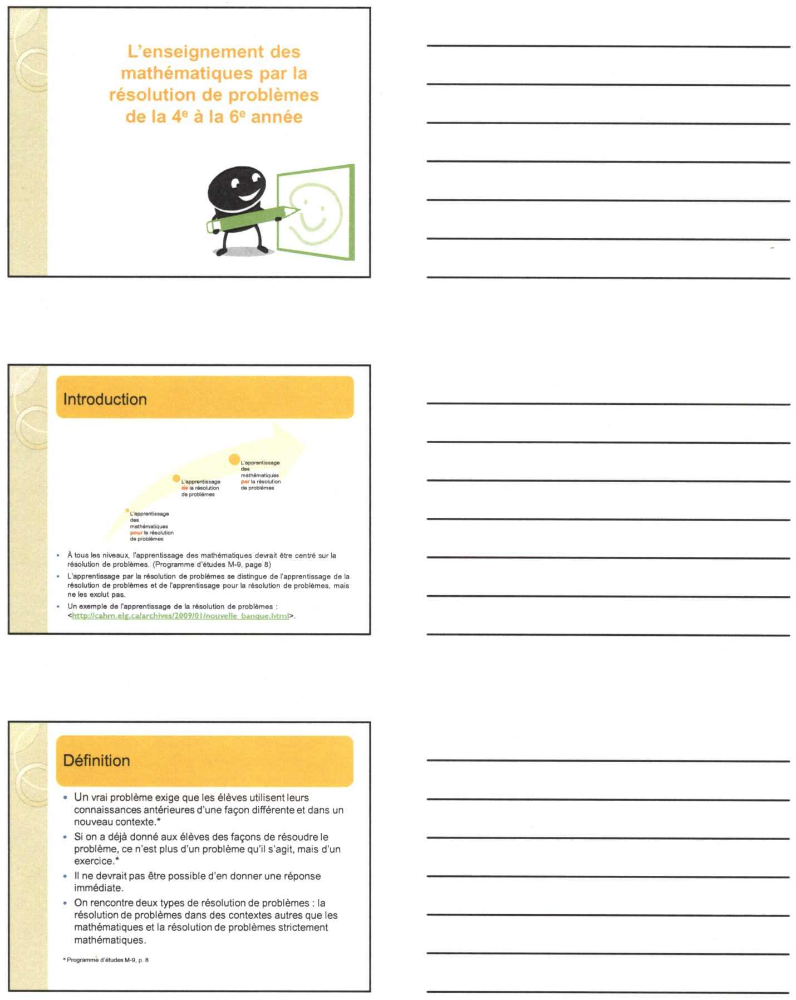 L'enseignement des
mathématiques par la
résolution de problèmes
de la 4e à la 6e année
Introduction
L'apprentissage
des
mathématiques
pour la résolution
de problèmes
L'apprentissage
de la résolution
de problèmes
L'apprentissage
des
mathématiques
par la résolution
de problèmes
• À tous les niveaux, l'apprentissage des mathématiques devrait être centré sur la
résolution de problèmes. (Programme d'études M-9, page 8)
• L'apprentissage par la résolution de problèmes se distingue de l'apprentissage de la
résolution de problèmes et de l'apprentissage pour la résolution de problèmes, mais
ne les exclut pas.
• Un exemple de l'apprentissage de la résolution de problèmes :
<http://cahm.elg.ca/archives/2009/01/nouvelle_banque.html>.
Définition
• Un vrai problème exige que les élèves utilisent leurs
connaissances antérieures d'une façon différente et dans un
nouveau contexte.*
• Si on a déjà donné aux élèves des façons de résoudre le
problème, ce n'est plus d'un problème qu'il s'agit, mais d'un
exercice.*
• Il ne devrait pas être possible d'en donner une réponse
immédiate.
• On rencontre deux types de résolution de problèmes : la
résolution de problèmes dans des contextes autres que les
mathématiques et la résolution de problèmes strictement
mathématiques.
* Programme d'études M-9, p. 8